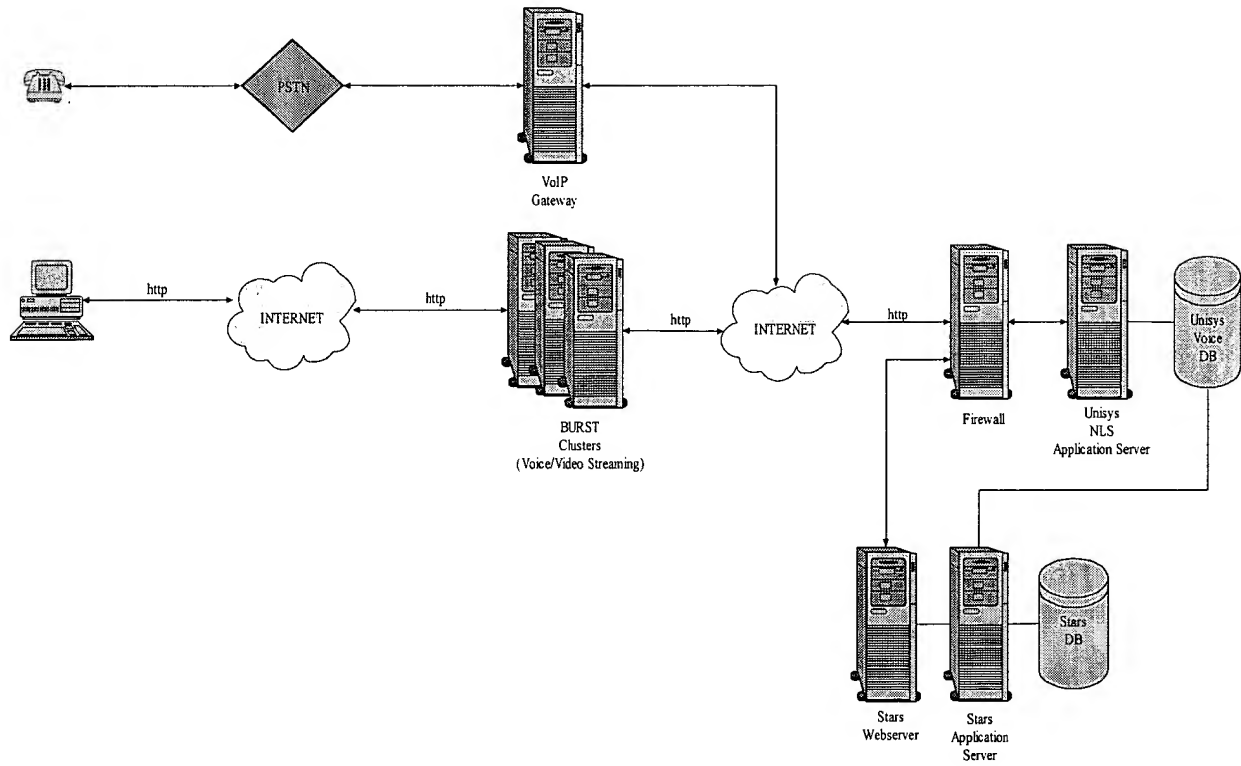 PSTN
VoIP
Gateway
http
INTERNET
http
BURST
Clusters
(Voice/Video Streaming)
http
INTERNET
http
Firewall
Unisys
NLS
Application Server
Unisys
Voice
DB
Stars
Webserver
Stars
Application
Server
Stars
DB